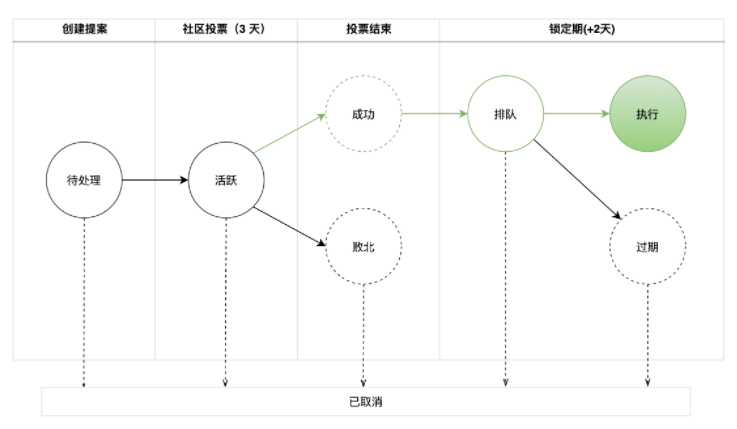 创建提案
社区投票（3 天）
投票结束
锁定期(+2天)
成功
排队
执行
待处理
活跃
败北
过期
已取消